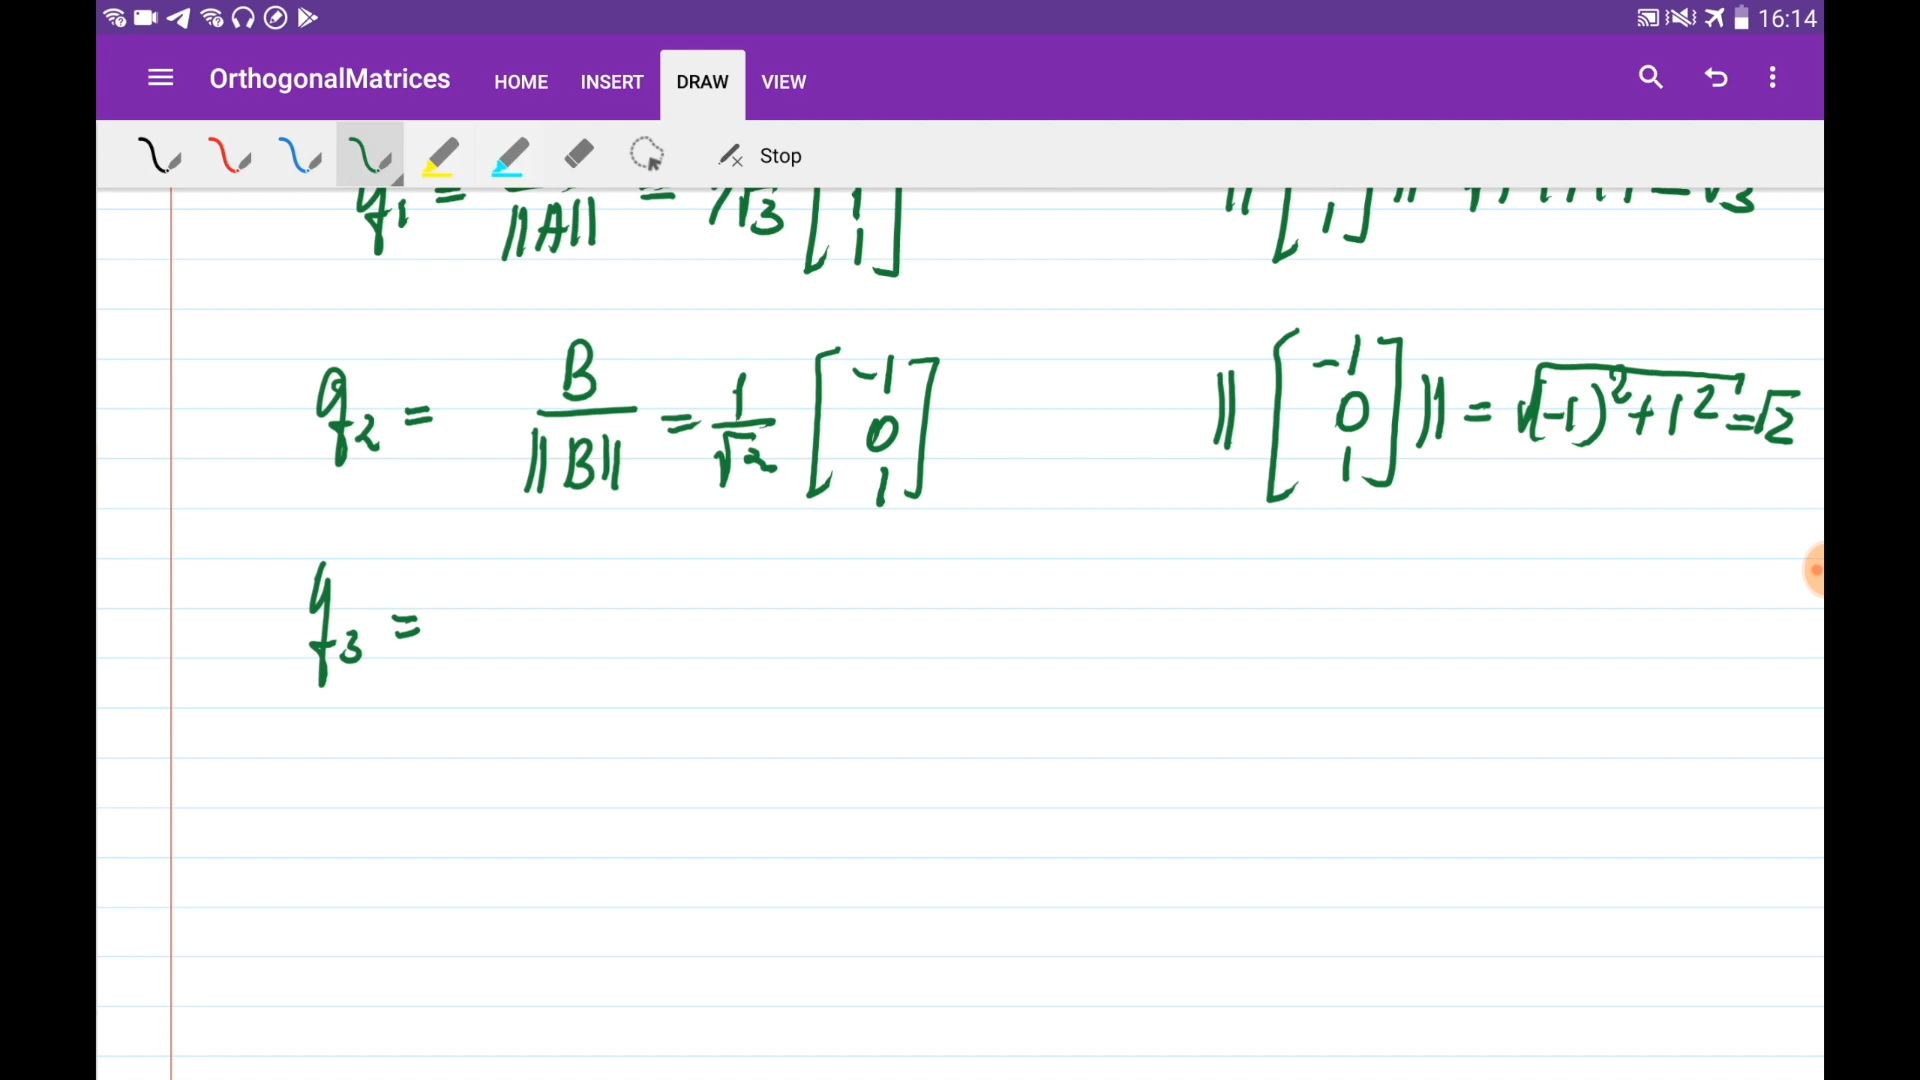 16:14
OrthogonalMatrices HOME INSERT DRAW VIEW
Stop
q1 = ‖A‖ = 1/√3 [1 1]
q2 = B/‖B‖ = 1/√2 [-1 0 1] ‖[-1 0 1]‖ = √(-1)² + 1² = √2
q3 =